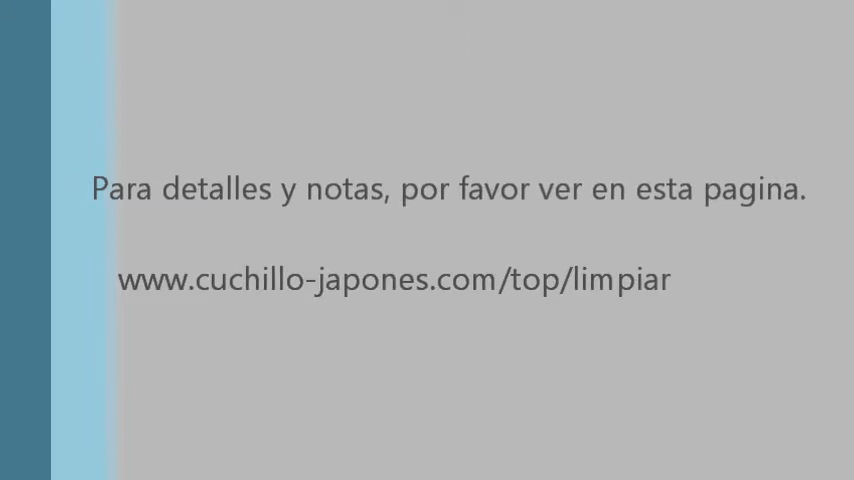 Para detalles y notas, por favor ver en esta pagina.
www.cuchillo-japones.com/top/limpiar